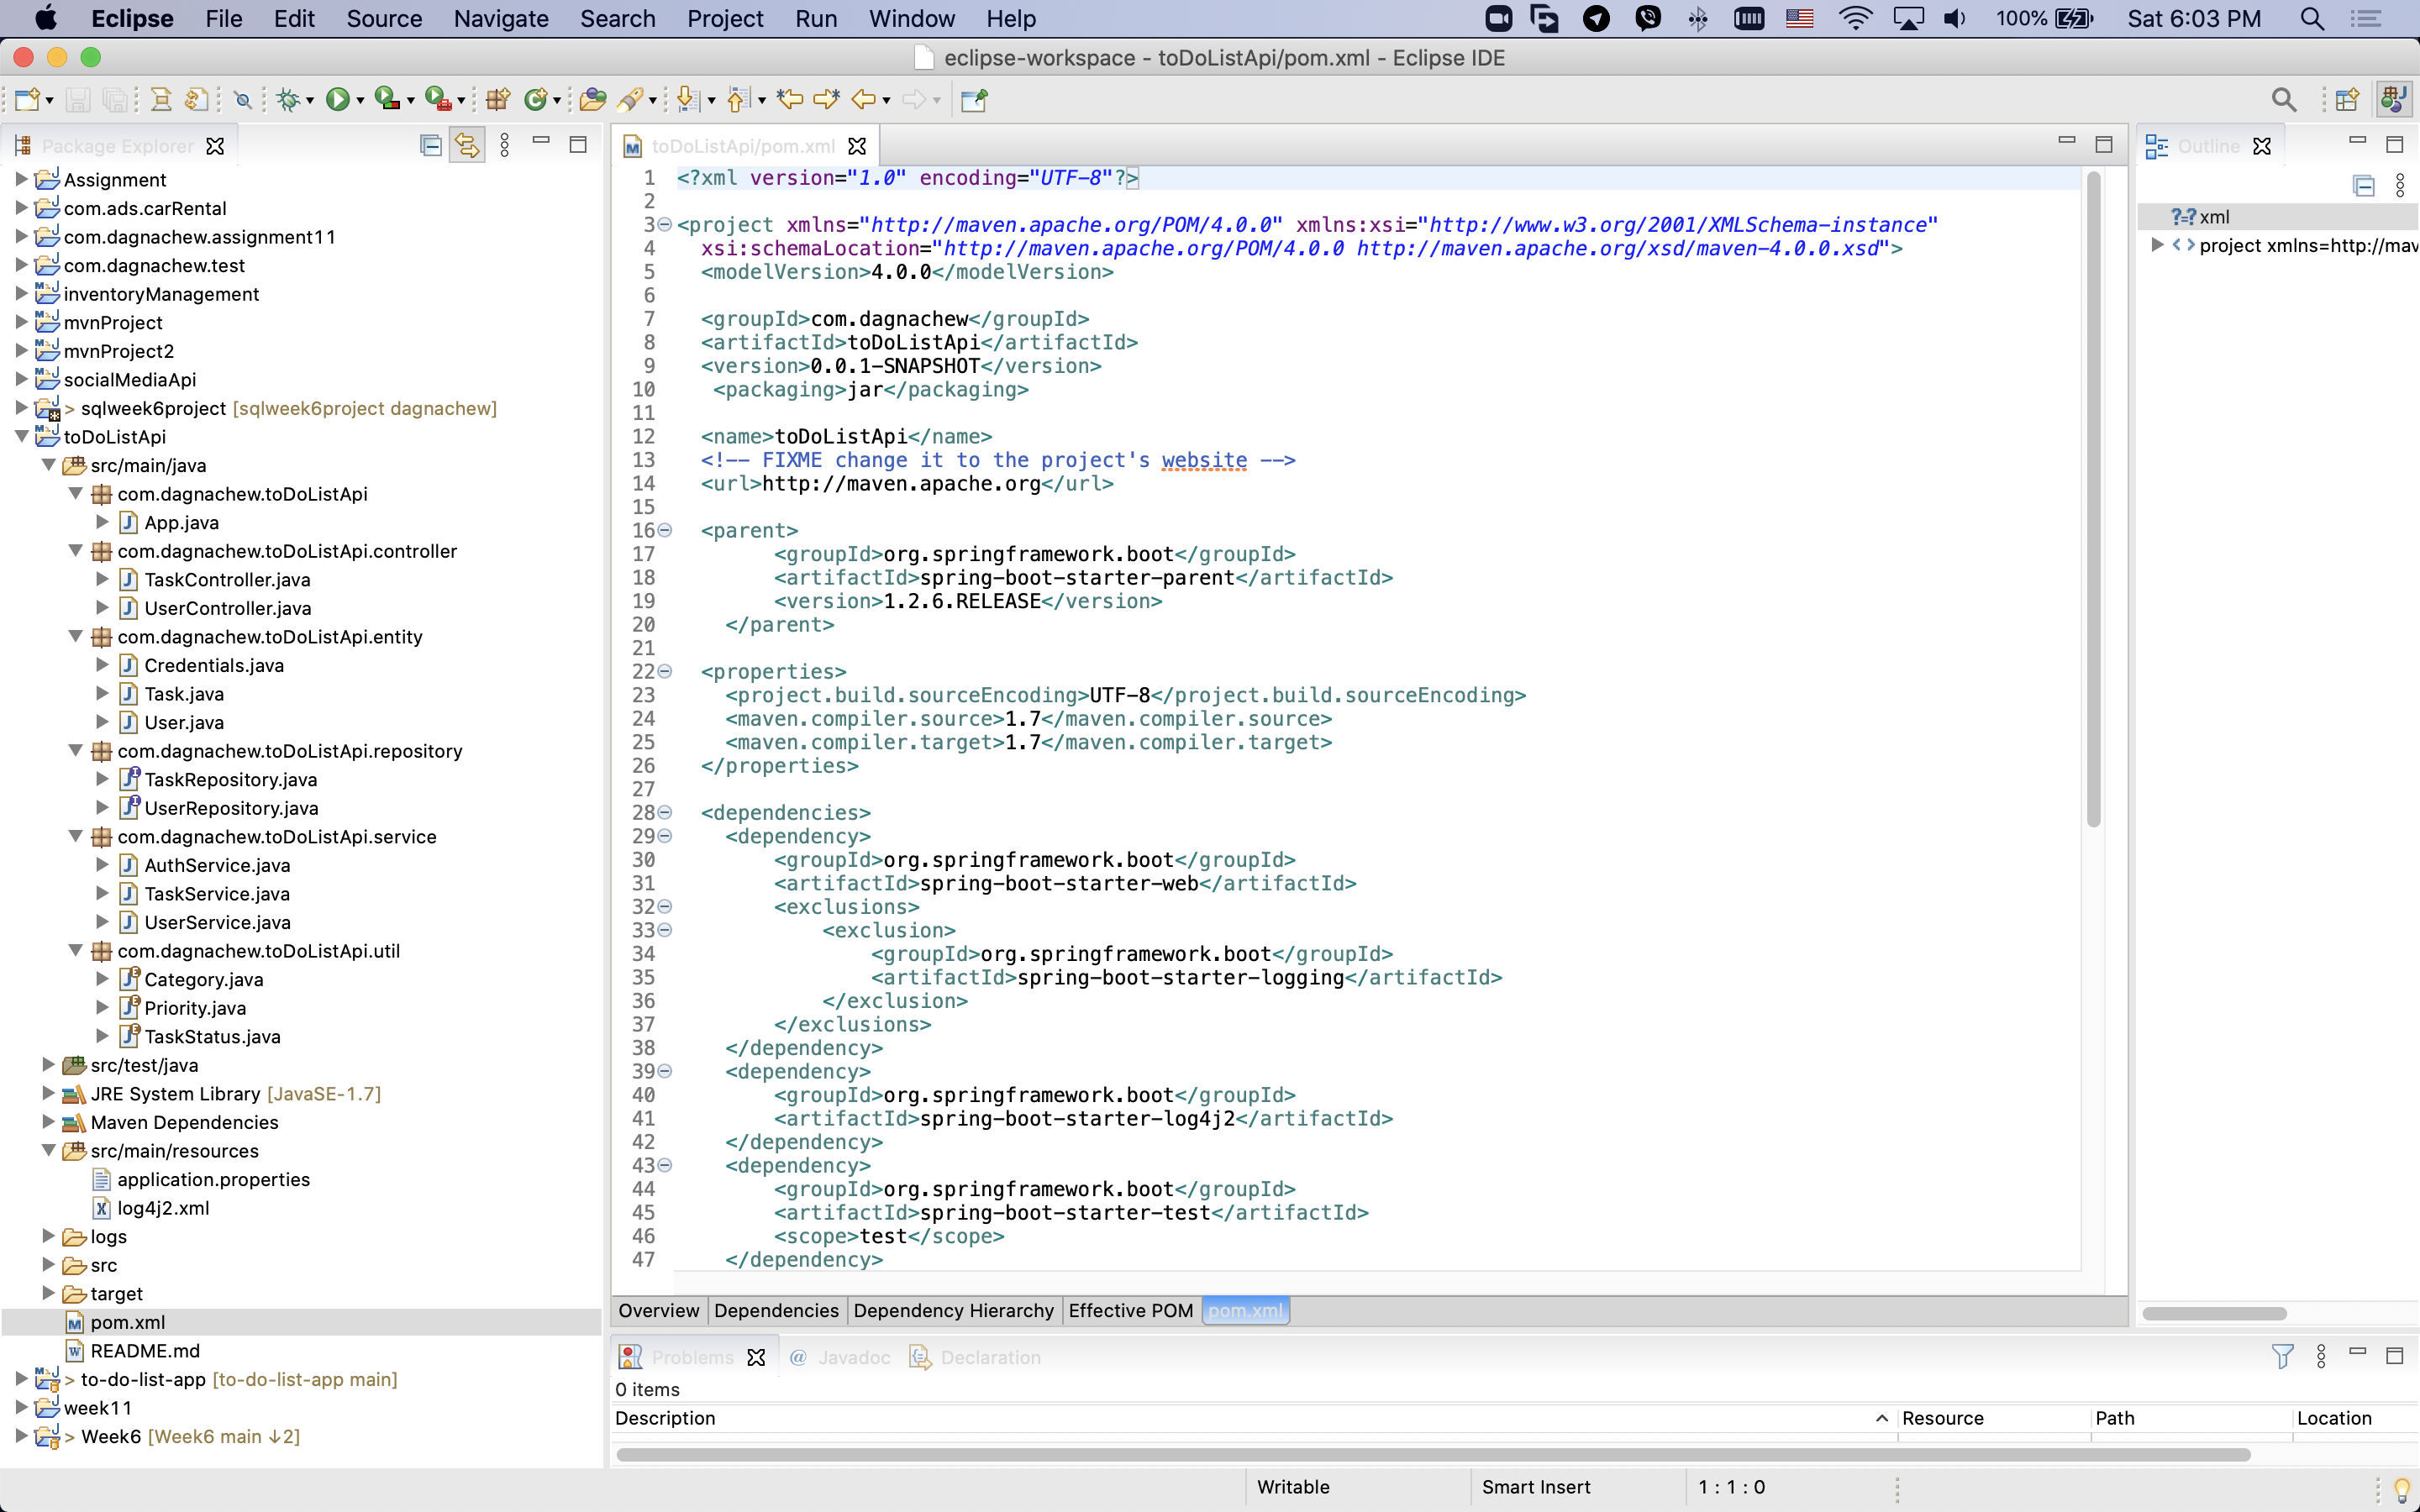 Eclipse File Edit Source Navigate Search Project Run Window Help 100% Sat 6:03 PM
eclipse-workspace - toDoListApi/pom.xml - Eclipse IDE
Package Explorer
Assignment
com.ads.carRental
com.dagnachew.assignment11
com.dagnachew.test
inventoryManagement
mvnProject
mvnProject2
socialMediaApi
> sqlweek6project [sqlweek6project dagnachew]
toDoListApi
src/main/java
com.dagnachew.toDoListApi
App.java
com.dagnachew.toDoListApi.controller
TaskController.java
UserController.java
com.dagnachew.toDoListApi.entity
Credentials.java
Task.java
User.java
com.dagnachew.toDoListApi.repository
TaskRepository.java
UserRepository.java
com.dagnachew.toDoListApi.service
AuthService.java
TaskService.java
UserService.java
com.dagnachew.toDoListApi.util
Category.java
Priority.java
TaskStatus.java
src/test/java
JRE System Library [JavaSE-1.7]
Maven Dependencies
src/main/resources
application.properties
log4j2.xml
logs
src
target
pom.xml
README.md
> to-do-list-app [to-do-list-app main]
week11
> Week6 [Week6 main ↓2]
toDoListApi/pom.xml
1 <?xml version="1.0" encoding="UTF-8"?>
2
3 <project xmlns="http://maven.apache.org/POM/4.0.0" xmlns:xsi="http://www.w3.org/2001/XMLSchema-instance"
4 xsi:schemaLocation="http://maven.apache.org/POM/4.0.0 http://maven.apache.org/xsd/maven-4.0.0.xsd">
5 <modelVersion>4.0.0</modelVersion>
6
7 <groupId>com.dagnachew</groupId>
8 <artifactId>toDoListApi</artifactId>
9 <version>0.0.1-SNAPSHOT</version>
10 <packaging>jar</packaging>
11
12 <name>toDoListApi</name>
13 <!-- FIXME change it to the project's website -->
14 <url>http://maven.apache.org</url>
15
16 <parent>
17 <groupId>org.springframework.boot</groupId>
18 <artifactId>spring-boot-starter-parent</artifactId>
19 <version>1.2.6.RELEASE</version>
20 </parent>
21
22 <properties>
23 <project.build.sourceEncoding>UTF-8</project.build.sourceEncoding>
24 <maven.compiler.source>1.7</maven.compiler.source>
25 <maven.compiler.target>1.7</maven.compiler.target>
26 </properties>
27
28 <dependencies>
29 <dependency>
30 <groupId>org.springframework.boot</groupId>
31 <artifactId>spring-boot-starter-web</artifactId>
32 <exclusions>
33 <exclusion>
34 <groupId>org.springframework.boot</groupId>
35 <artifactId>spring-boot-starter-logging</artifactId>
36 </exclusion>
37 </exclusions>
38 </dependency>
39 <dependency>
40 <groupId>org.springframework.boot</groupId>
41 <artifactId>spring-boot-starter-log4j2</artifactId>
42 </dependency>
43 <dependency>
44 <groupId>org.springframework.boot</groupId>
45 <artifactId>spring-boot-starter-test</artifactId>
46 <scope>test</scope>
47 </dependency>
Overview Dependencies Dependency Hierarchy Effective POM pom.xml
Outline
?=? xml
<> project xmlns=http://mav
Problems @ Javadoc Declaration
0 items
Description Resource Path Location
Writable Smart Insert 1 : 1 : 0